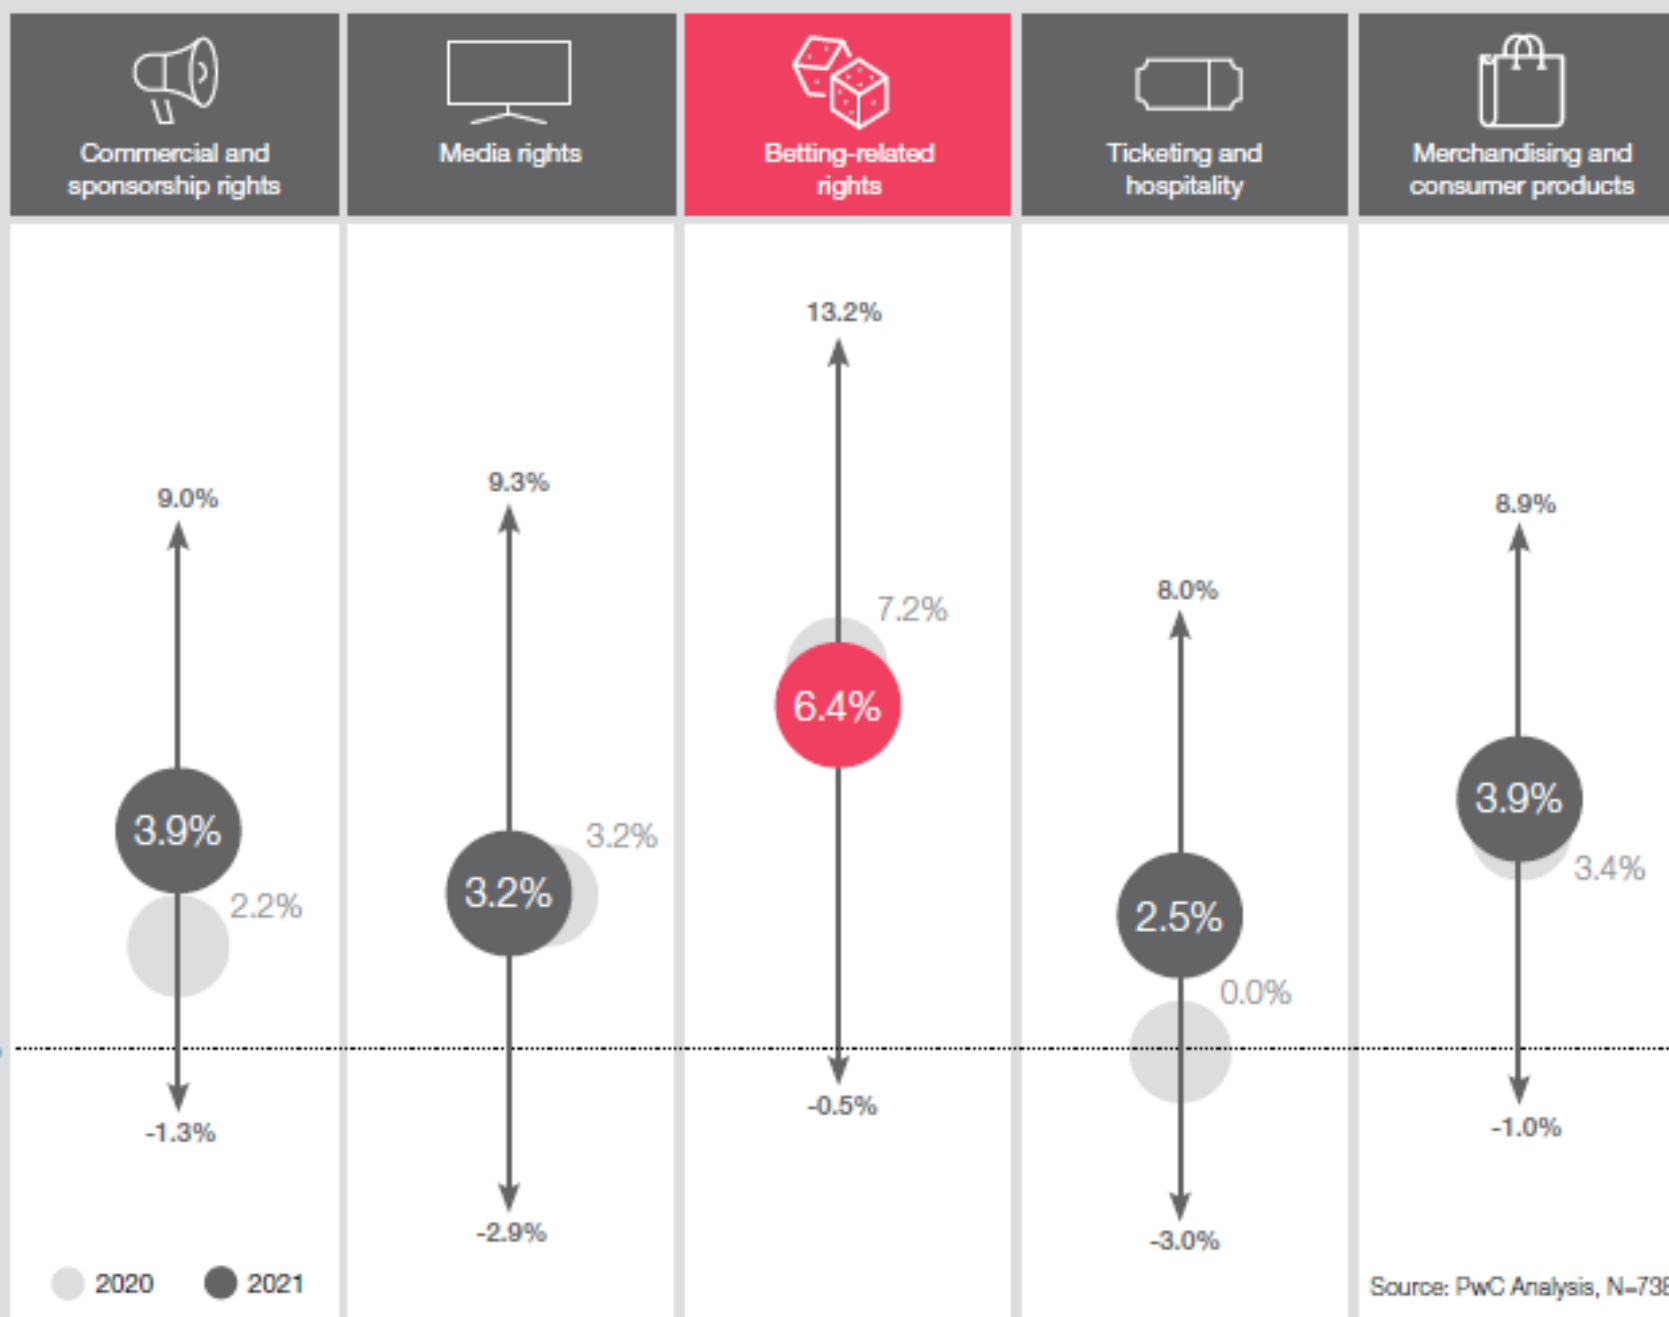 Commercial and
sponsorship rights
Media rights
Betting-related
rights
Ticketing and
hospitality
Merchandising and
consumer products
9.0%
3.9%
2.2%
-1.3%
9.3%
3.2%
3.2%
-2.9%
13.2%
7.2%
6.4%
-0.5%
8.0%
2.5%
0.0%
-3.0%
8.9%
3.9%
3.4%
-1.0%
2020
2021
Source: PwC Analysis, N=738